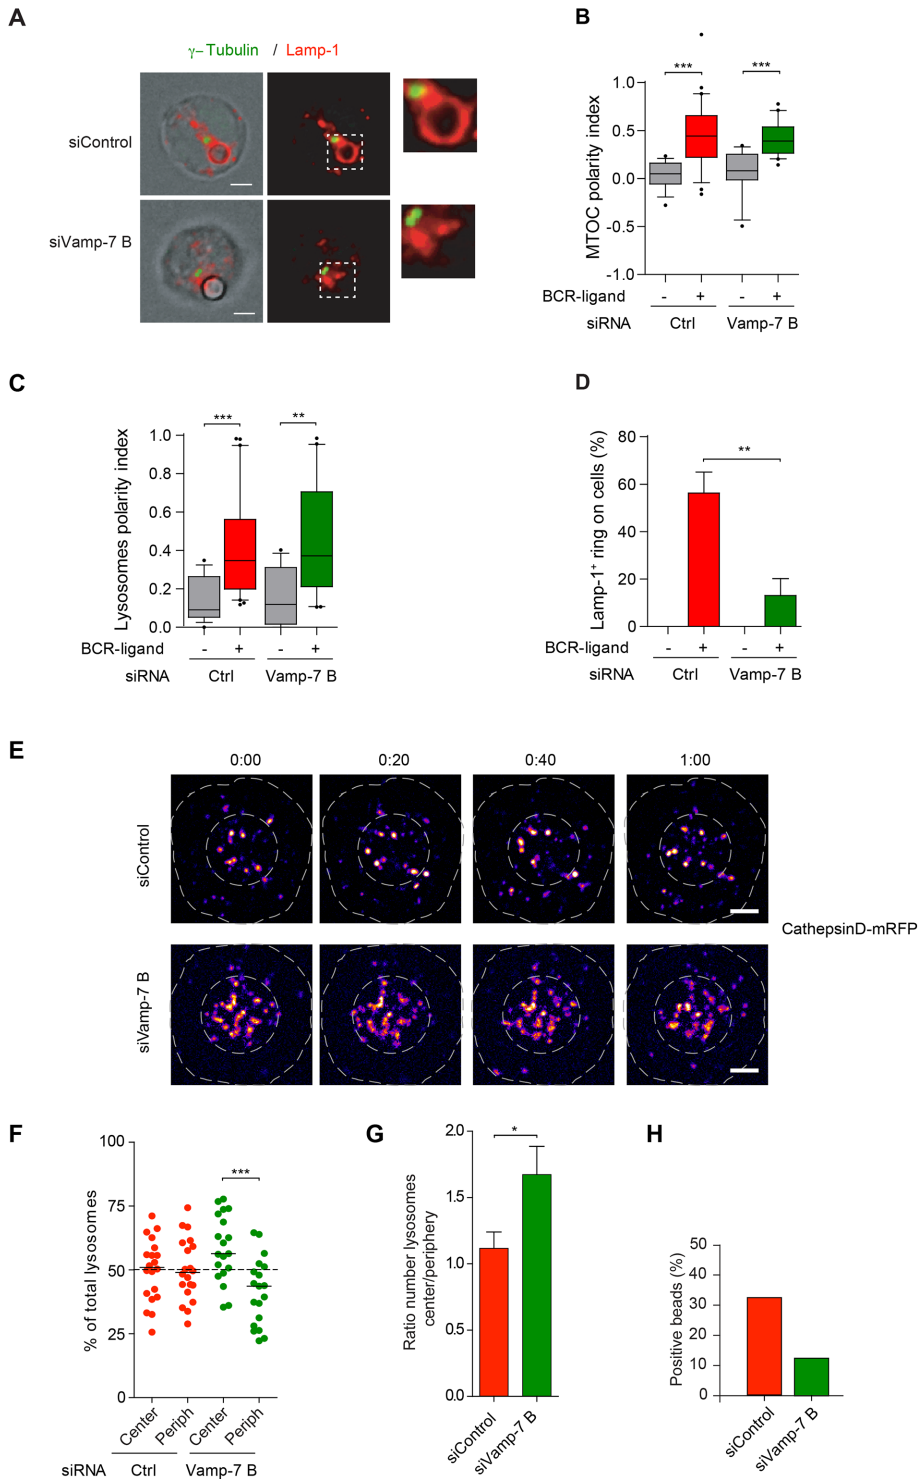 A
γ–Tubulin / Lamp-1
siControl
siVamp-7 B
B
MTOC polarity index
1.0
0.5
0.0
-0.5
-1.0
*** ***
BCR-ligand - + - +
siRNA Ctrl Vamp-7 B
C
Lysosomes polarity index
1.0
0.8
0.6
0.4
0.2
0.0
*** **
BCR-ligand - + - +
siRNA Ctrl Vamp-7 B
D
Lamp-1+ ring on cells (%)
80
60
40
20
0
**
BCR-ligand - + - +
siRNA Ctrl Vamp-7 B
E
0:00 0:20 0:40 1:00
siControl
siVamp-7 B
CathepsinD-mRFP
F
% of total lysosomes
100
75
50
25
0
***
Center Periph Center Periph
siRNA Ctrl Vamp-7 B
G
Ratio number lysosomes
center/periphery
2.0
1.5
1.0
0.5
0.0
*
siControl siVamp-7 B
H
Positive beads (%)
50
40
30
20
10
0
siControl siVamp-7 B